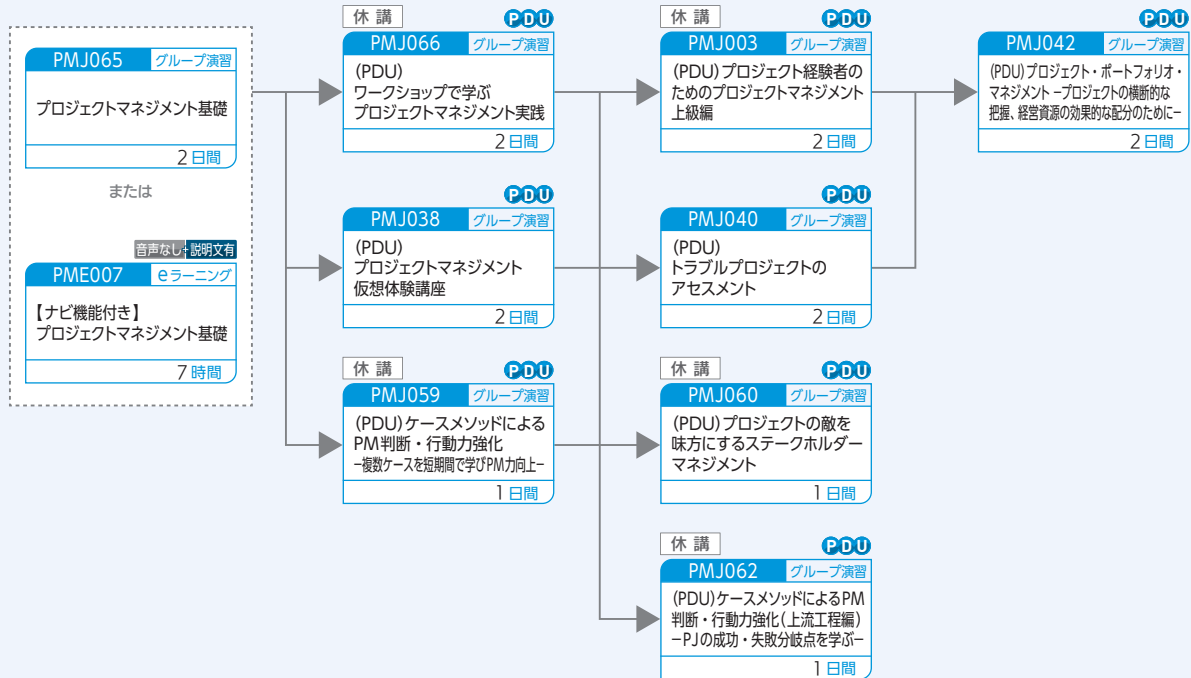 PMJ065 グループ演習
プロジェクトマネジメント基礎
2日間
または
音声なし+説明文有
PME007 eラーニング
【ナビ機能付き】
プロジェクトマネジメント基礎
7時間
休講 PDU
PMJ066 グループ演習
(PDU)
ワークショップで学ぶ
プロジェクトマネジメント実践
2日間
PDU
PMJ038 グループ演習
(PDU)
プロジェクトマネジメント
仮想体験講座
2日間
休講 PDU
PMJ059 グループ演習
(PDU)ケースメソッドによる
PM判断・行動力強化
−複数ケースを短期間で学びPM力向上−
1日間
休講 PDU
PMJ003 グループ演習
(PDU)プロジェクト経験者の
ためのプロジェクトマネジメント
上級編
2日間
PDU
PMJ040 グループ演習
(PDU)
トラブルプロジェクトの
アセスメント
2日間
休講 PDU
PMJ060 グループ演習
(PDU)プロジェクトの敵を
味方にするステークホルダー
マネジメント
1日間
休講 PDU
PMJ062 グループ演習
(PDU)ケースメソッドによるPM
判断・行動力強化(上流工程編)
−PJの成功・失敗分岐点を学ぶ−
1日間
PDU
PMJ042 グループ演習
(PDU)プロジェクト・ポートフォリオ・
マネジメント −プロジェクトの横断的な
把握、経営資源の効果的な配分のために−
2日間